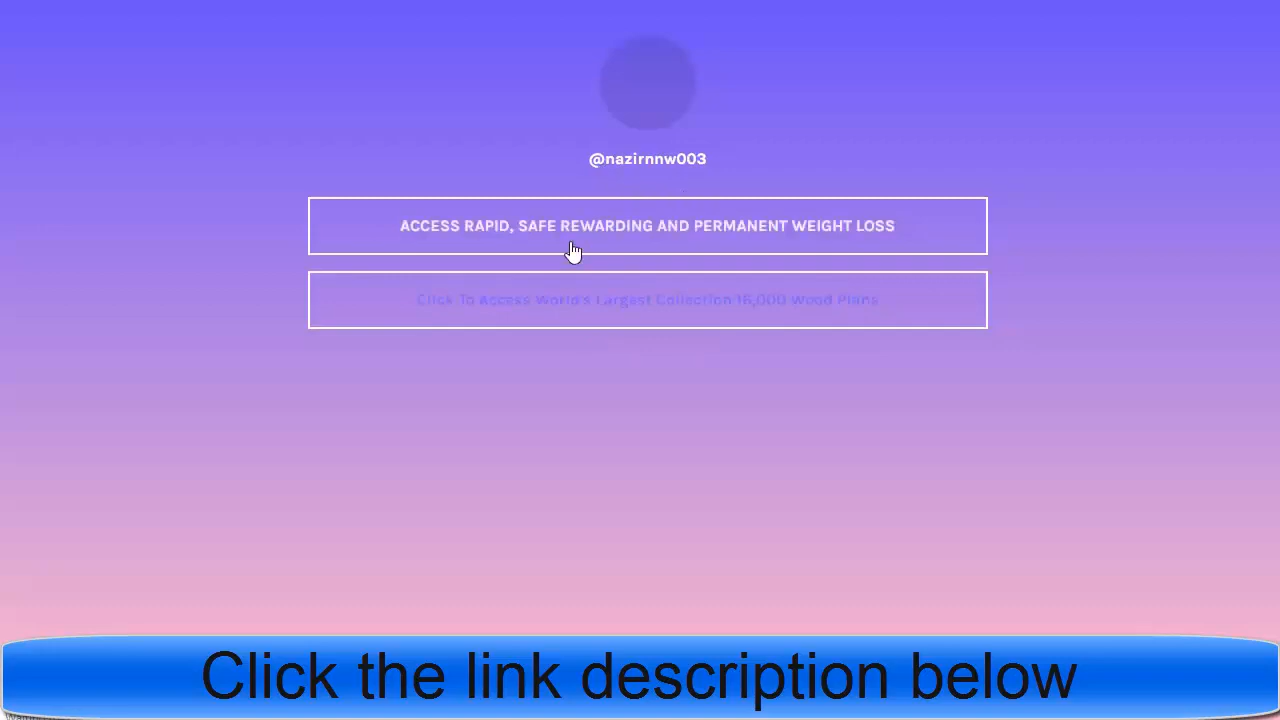 @nazirnnw003
ACCESS RAPID, SAFE REWARDING AND PERMANENT WEIGHT LOSS
Click To Access World's Largest Collection 16,000 Wood Plans
Click the link description below